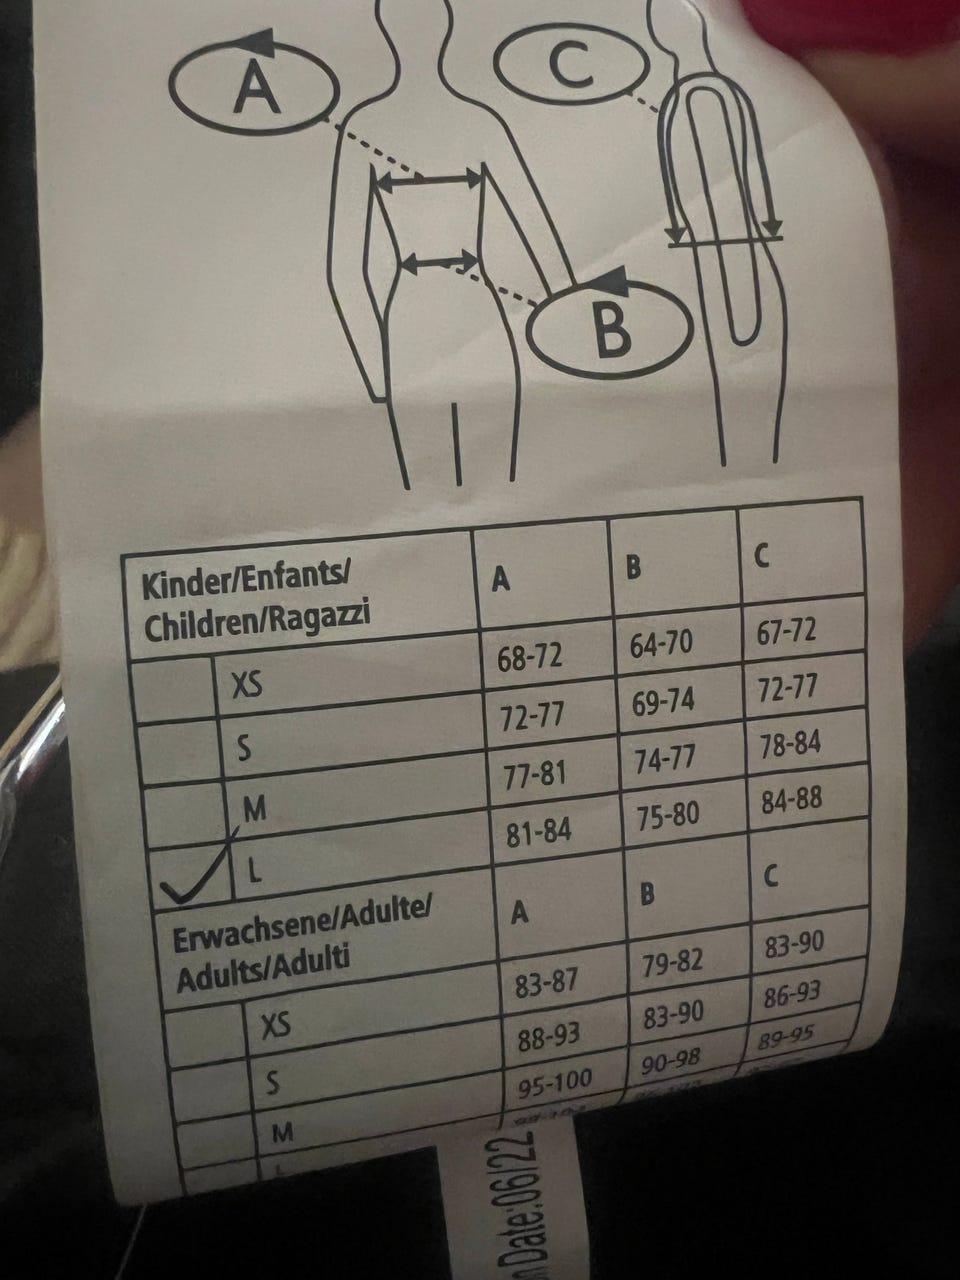 A
C
B
Kinder/Enfants/
Children/Ragazzi
A B C
XS 68-72 64-70 67-72
S 72-77 69-74 72-77
M 77-81 74-77 78-84
L 81-84 75-80 84-88
Erwachsene/Adulte/
Adults/Adulti
A B C
XS 83-87 79-82 83-90
S 88-93 83-90 86-93
M 95-100 90-98 89-95
L
Date:06/22